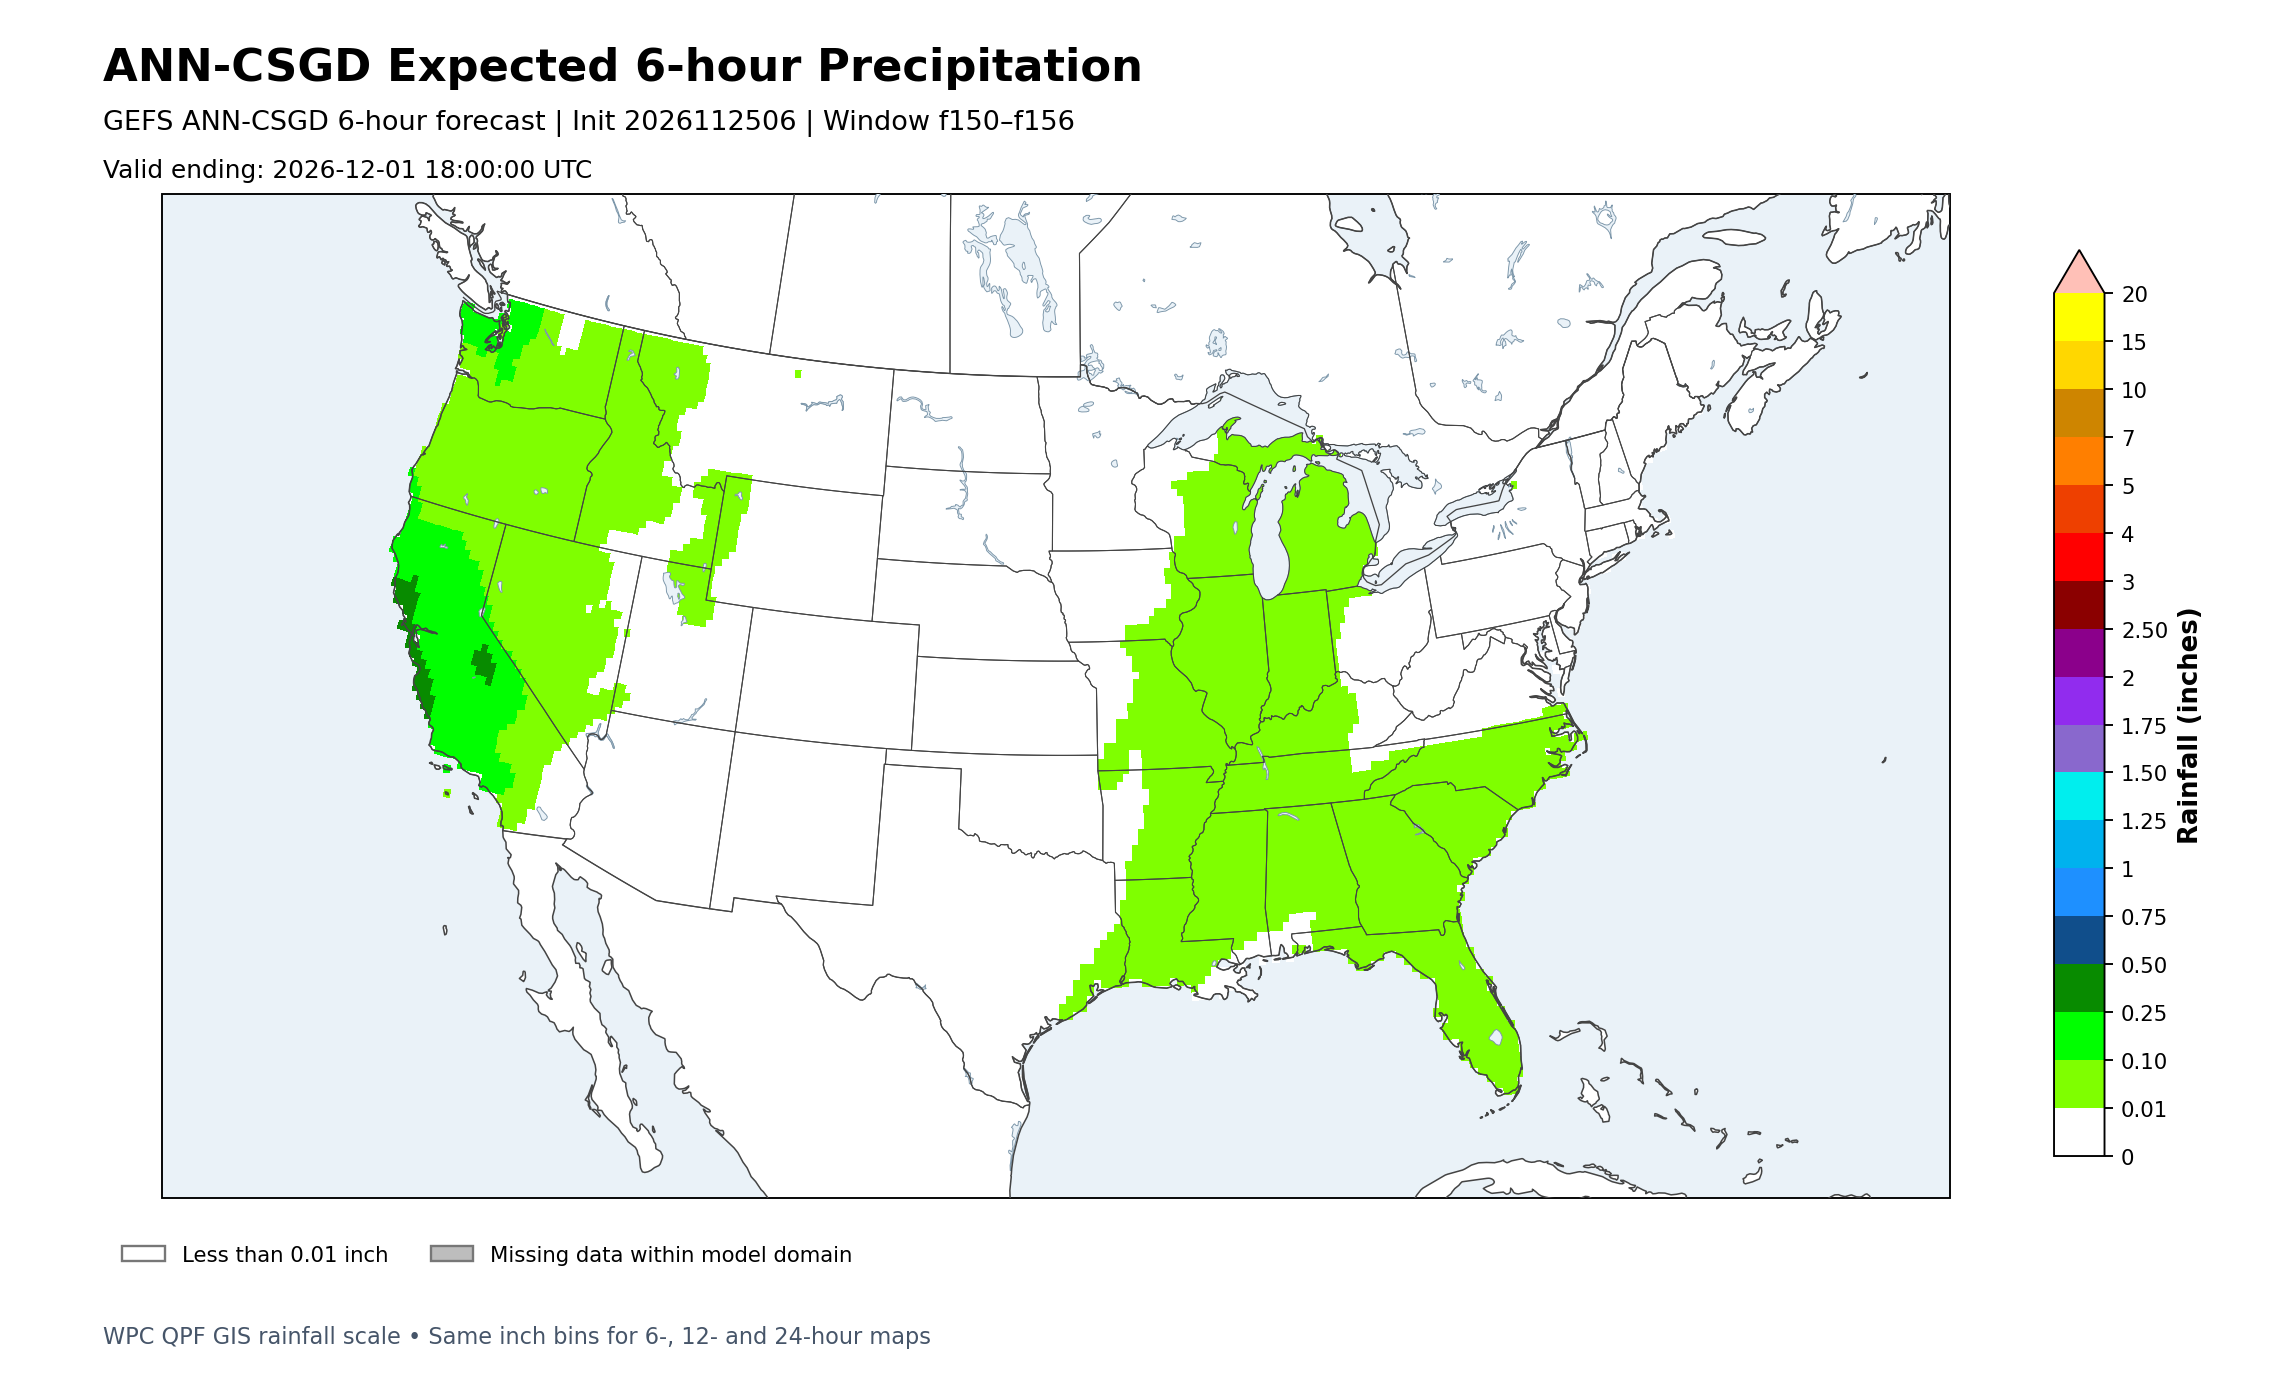 ANN-CSGD Expected 6-hour Precipitation
GEFS ANN-CSGD 6-hour forecast | Init 2026112506 | Window f150–f156
Valid ending: 2026-12-01 18:00:00 UTC
20
15
10
7
5
4
3
2.50
2
1.75
1.50
1.25
1
0.75
0.50
0.25
0.10
0.01
0
Rainfall (inches)
Less than 0.01 inch
Missing data within model domain
WPC QPF GIS rainfall scale • Same inch bins for 6-, 12- and 24-hour maps